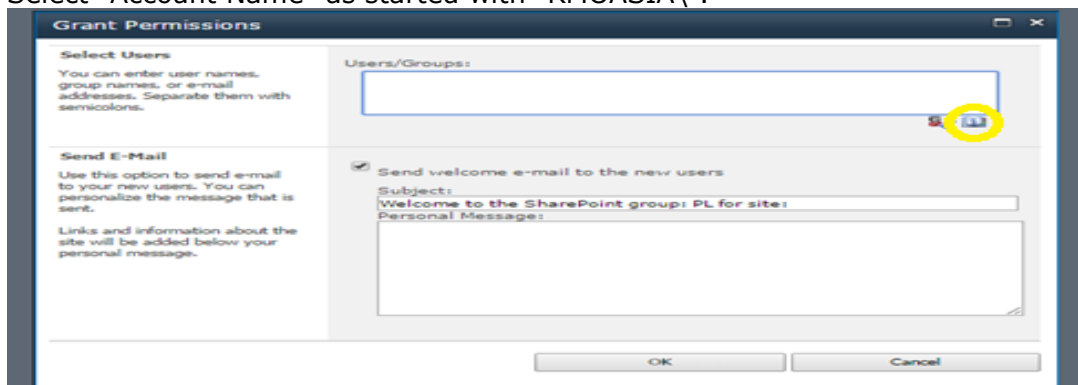 Select "Account Name" as started with "KMOASIA\".
Grant Permissions
Select Users
You can enter user names,
group names, or e-mail
addresses. Separate them with
semicolons.
Users/Groups:
Send E-Mail
Use this option to send e-mail
to your new users. You can
personalize the message that is
sent.
Links and information about the
site will be added below your
personal message.
Send welcome e-mail to the new users
Subject:
Welcome to the SharePoint group: PL for site:
Personal Message:
OK
Cancel